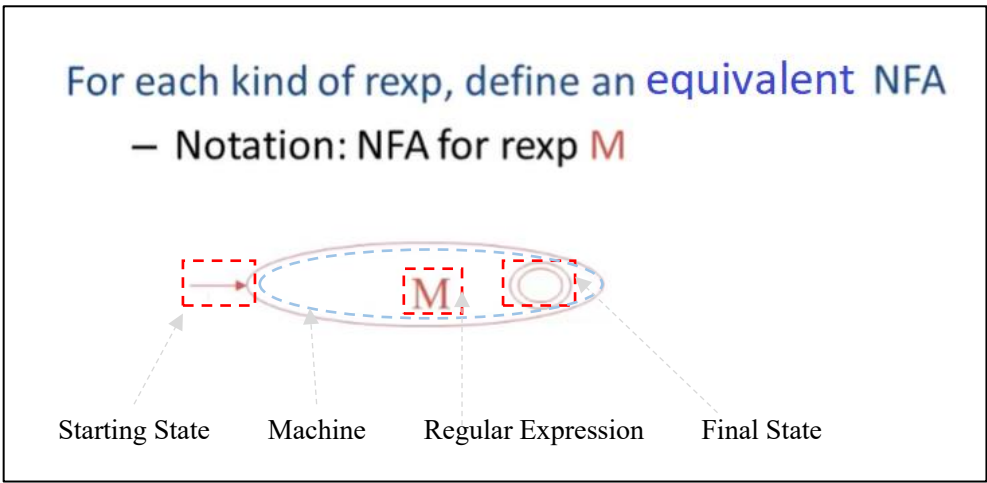 For each kind of rexp, define an equivalent NFA
– Notation: NFA for rexp M
M
Starting State Machine Regular Expression Final State